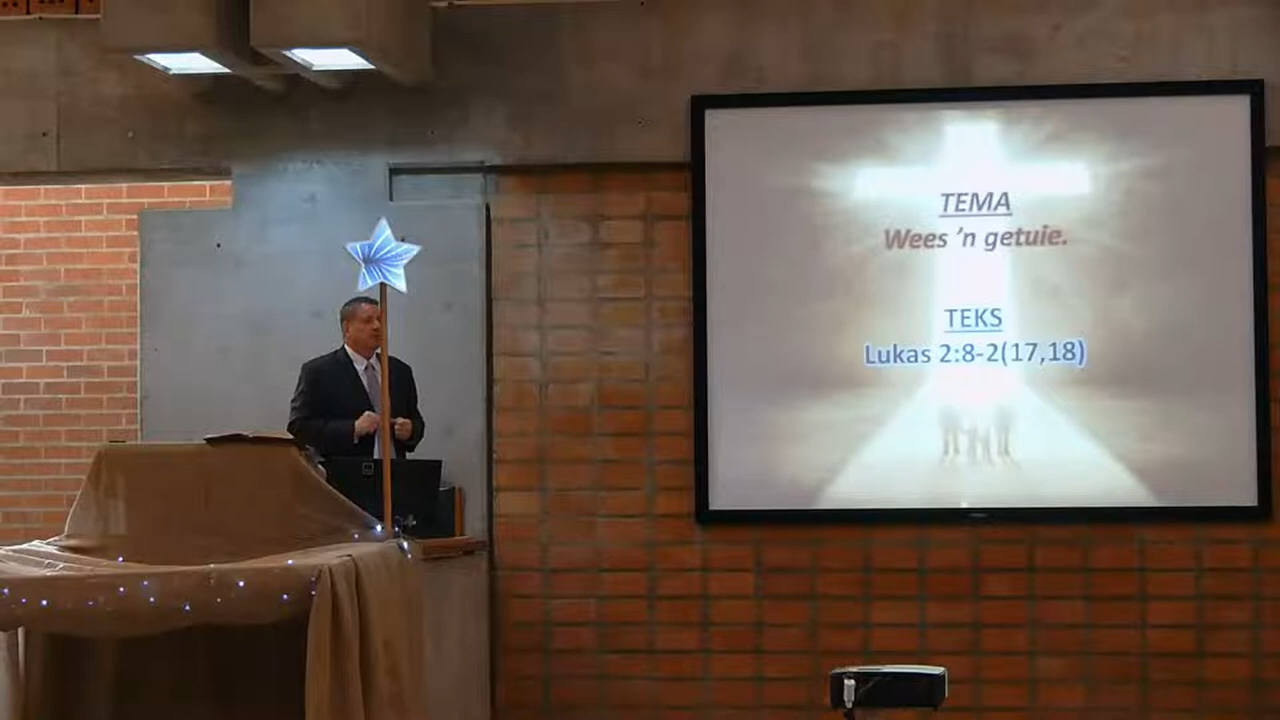 TEMA
Wees ’n getuie.
TEKS
Lukas 2:8-2(17,18)